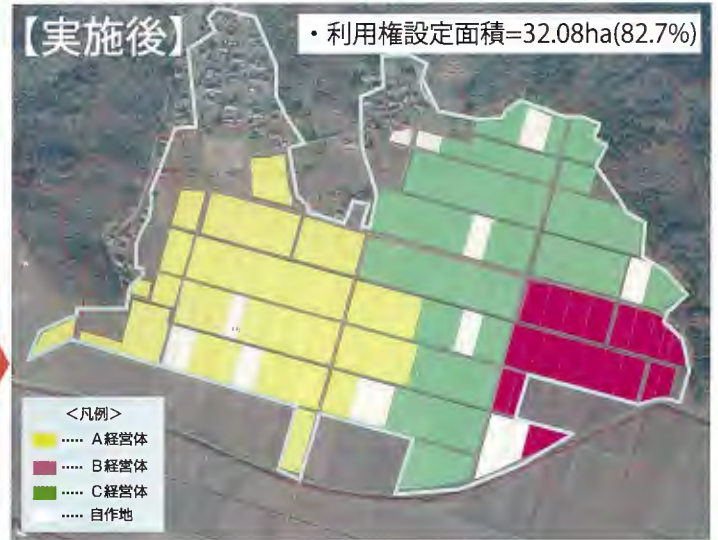 【実施後】
・利用権設定面積=32.08ha(82.7%)
<凡例>
..... A経営体
..... B経営体
..... C経営体
..... 自作地